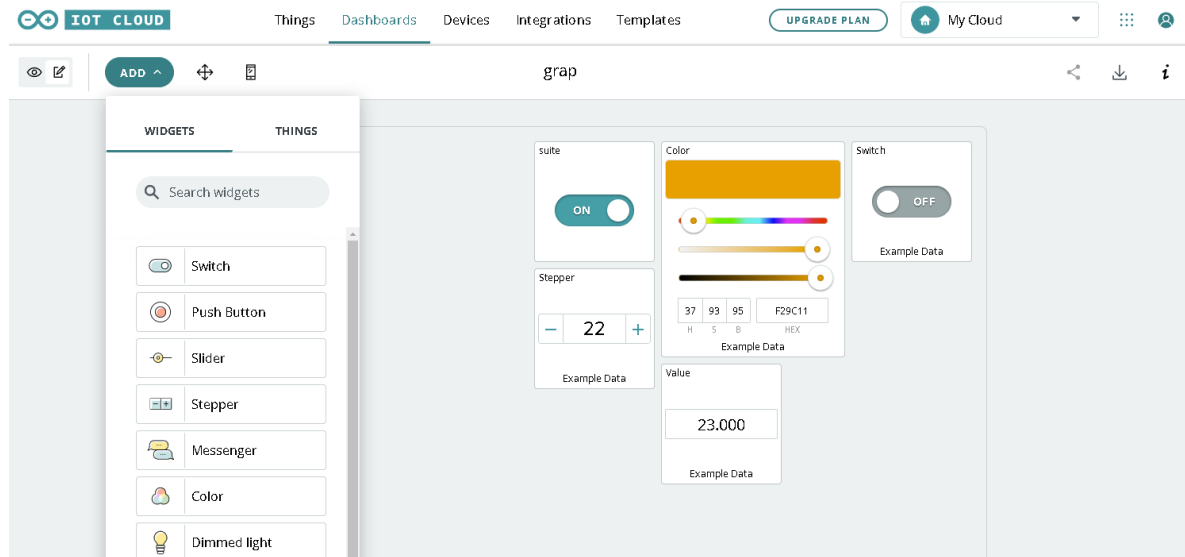 IOT CLOUD
Things Dashboards Devices Integrations Templates
UPGRADE PLAN
My Cloud
ADD
grap
i
WIDGETS THINGS
Search widgets
Switch
Push Button
Slider
Stepper
Messenger
Color
Dimmed light
suite
ON
Stepper
22
Example Data
Color
37 93 95 F29C11
H S B HEX
Example Data
Switch
OFF
Example Data
Value
23.000
Example Data